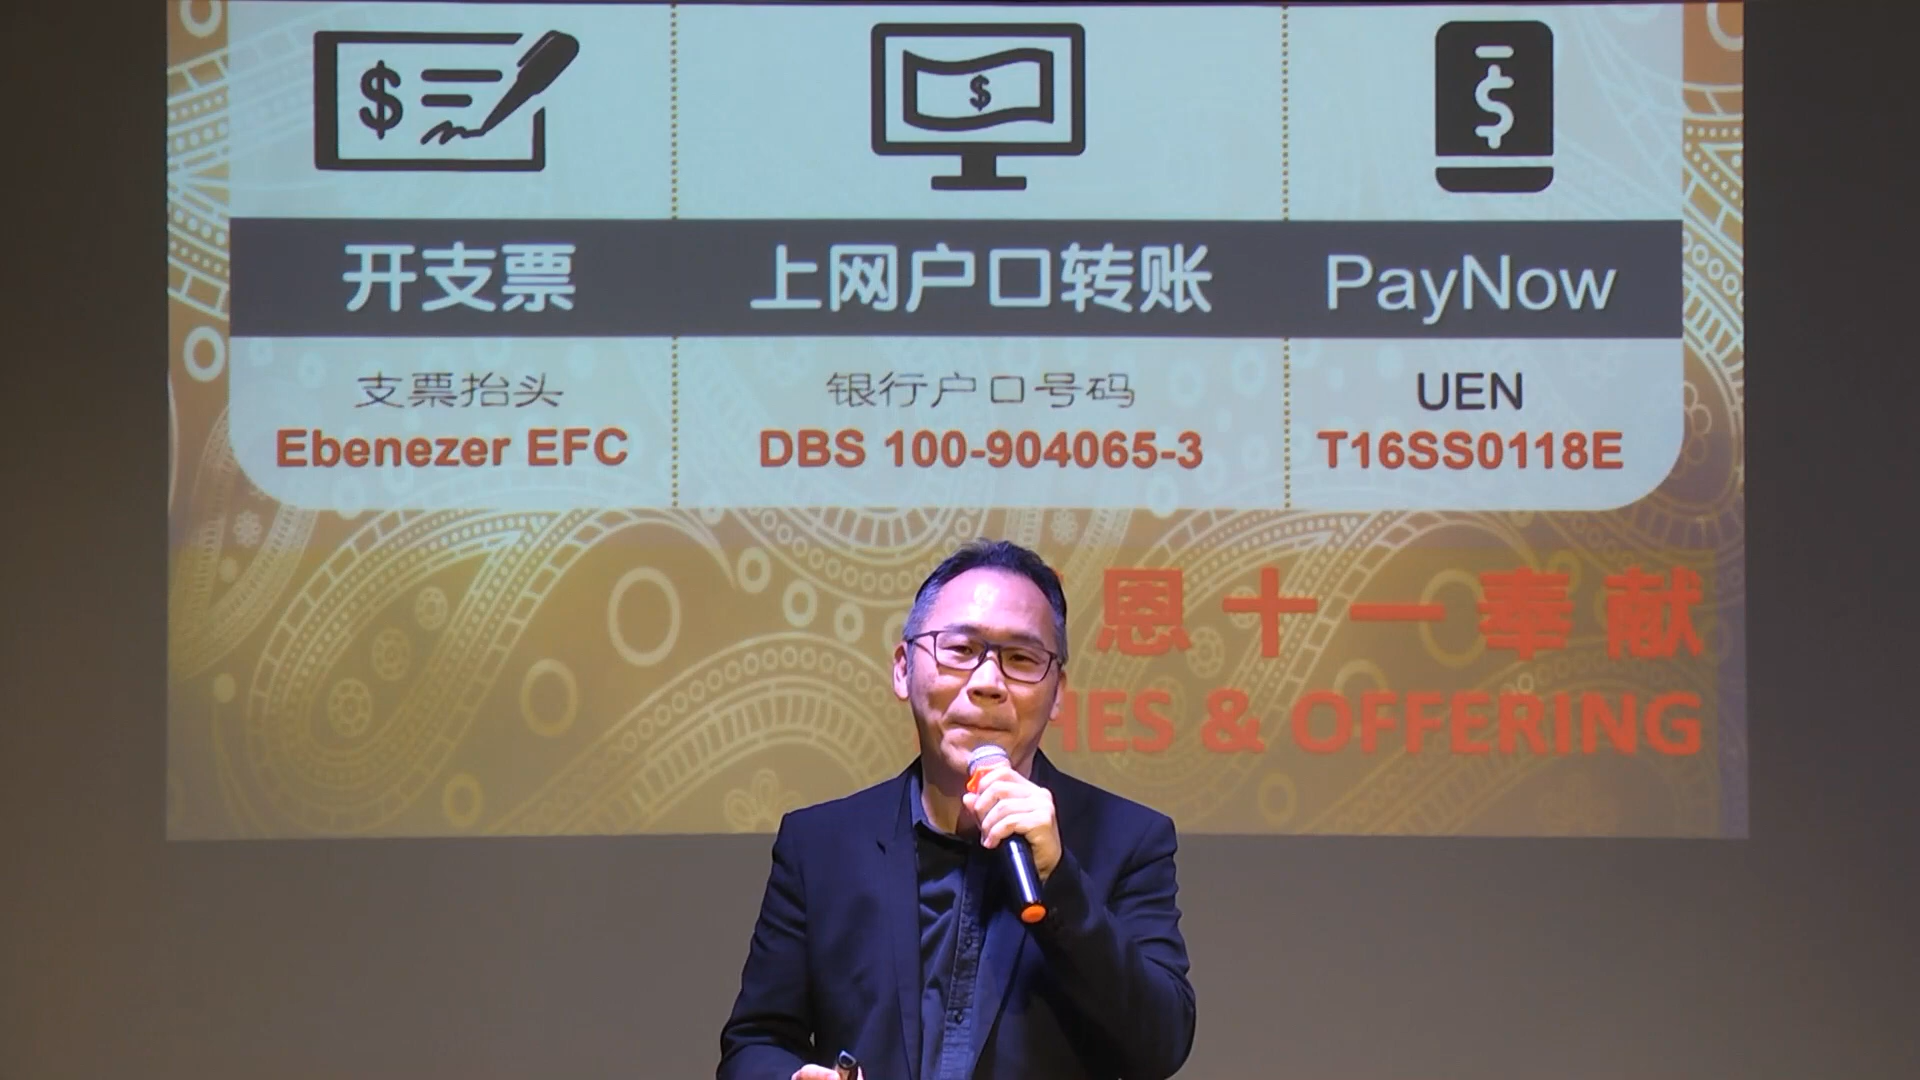 开支票 上网户口转账 PayNow
支票抬头 银行户口号码 UEN
Ebenezer EFC DBS 100-904065-3 T16SS0118E
恩十一奉献
HES & OFFERING